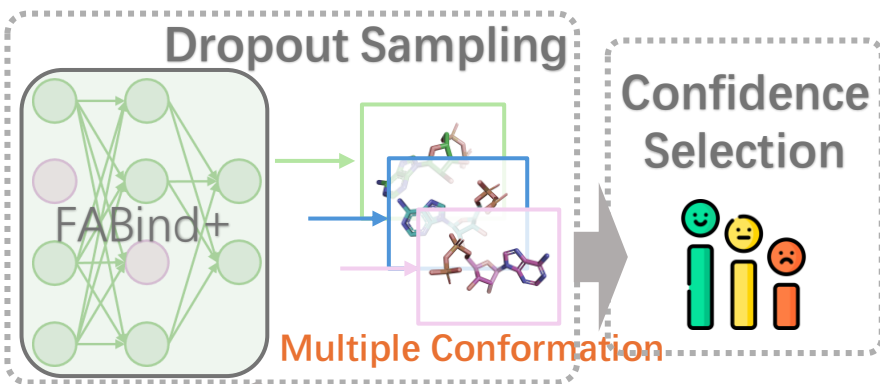 Dropout Sampling
FABind+
Multiple Conformation
Confidence
Selection